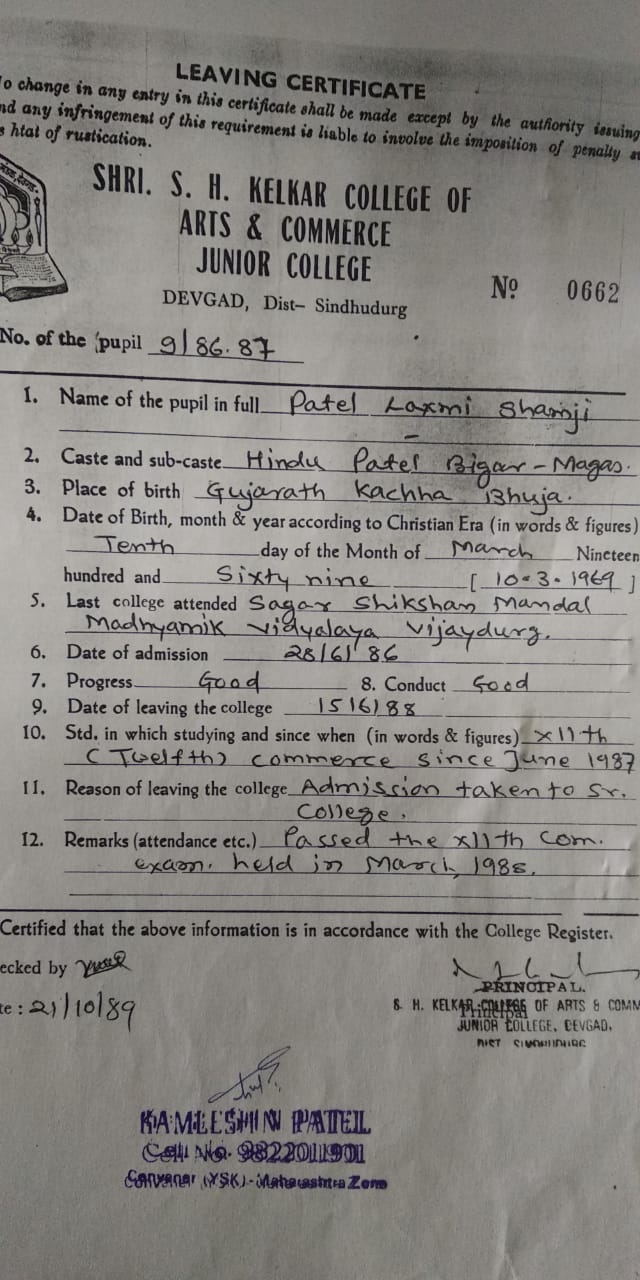 LEAVING CERTIFICATE
o change in any entry in this certificate shall be made except by the authority issuing
nd any infringement of this requirement is liable to involve the imposition of penalty
s htat of rustication.
SHRI. S. H. KELKAR COLLEGE OF
ARTS & COMMERCE
JUNIOR COLLEGE
DEVGAD, Dist– Sindhudurg
No 0662
No. of the pupil 9/86.87
1. Name of the pupil in full Patel Laxmi Shamji
2. Caste and sub-caste Hindu Patel Bigar-Magas.
3. Place of birth Gujarath Kachha Bhuja.
4. Date of Birth, month & year according to Christian Era (in words & figures)
Tenth day of the Month of March Nineteen
hundred and Sixty nine [ 10.3.1969 ]
5. Last college attended Sagar Shikshan Mandal
Madhyamik Vidyalaya Vijaydurg.
6. Date of admission 28/6/86
7. Progress Good 8. Conduct Good
9. Date of leaving the college 15/6/88
10. Std. in which studying and since when (in words & figures) XIIth
(Twelfth) commerce since June 1987
11. Reason of leaving the college Admission taken to Sr.
College.
12. Remarks (attendance etc.) Passed the XIIth Com.
exam. held in March, 1988.
Certified that the above information is in accordance with the College Register.
ecked by
te : 21/10/89
PRINCIPAL.
S. H. KELKAR COLLEGE OF ARTS & COMM
Principal
JUNIOR COLLEGE, DEVGAD,
DIST SINDHUDURG
KAMLESH N PATEL
Cell No. 9822011901
Convenor (YSK)-Maharashtra Zone